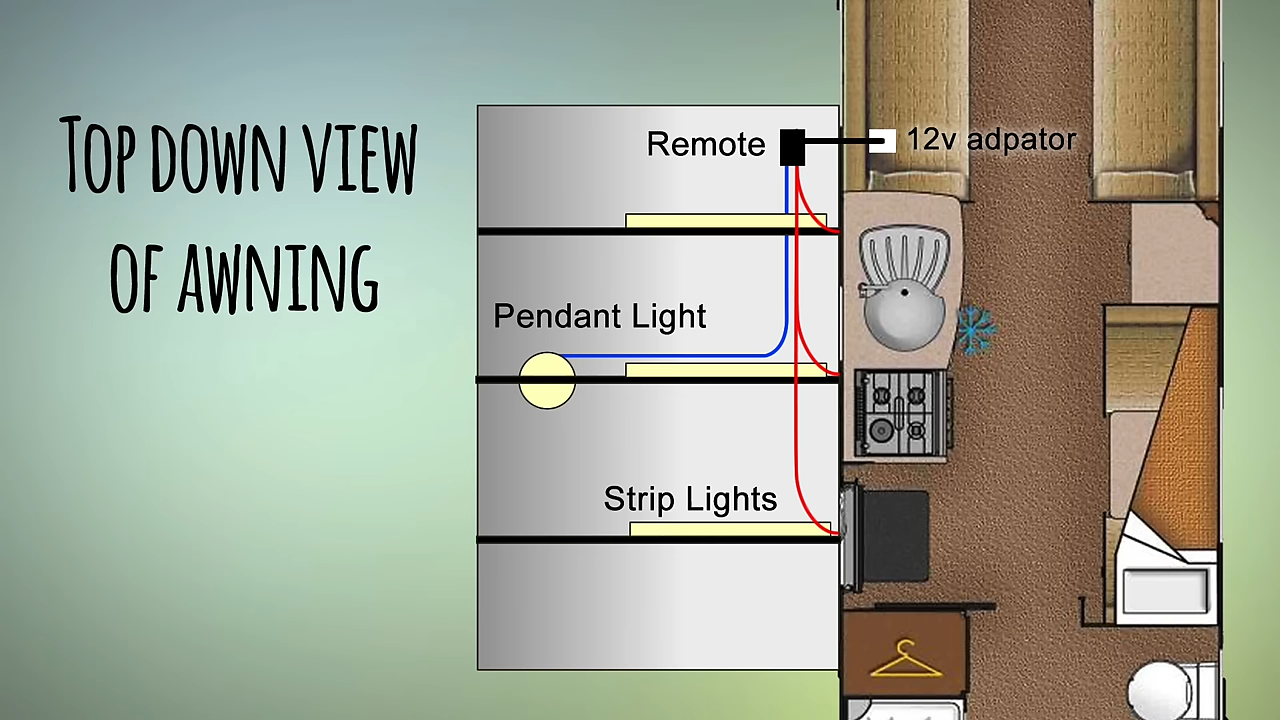 Top down view
of awning
Remote
12v adpator
Pendant Light
Strip Lights